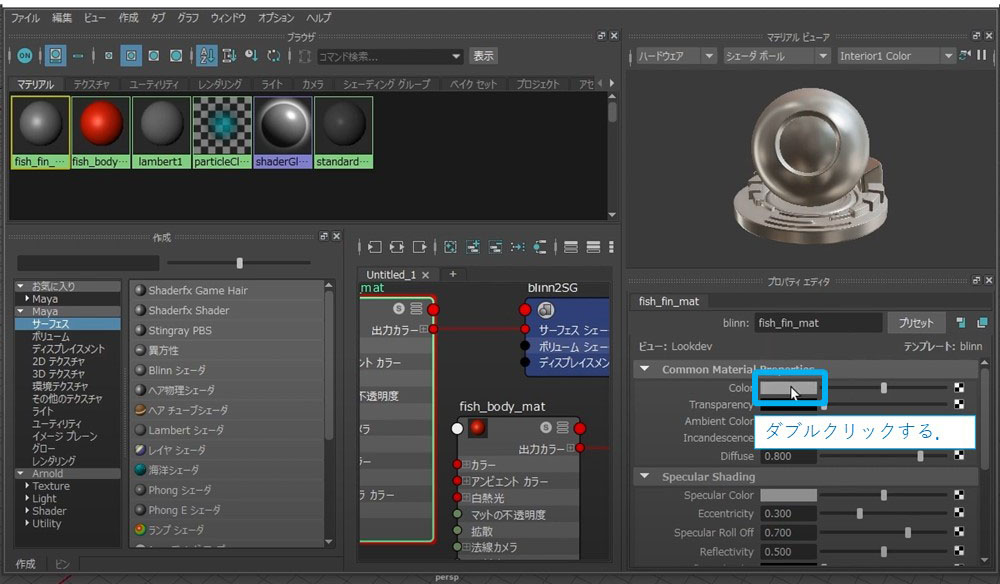 ファイル 編集 ビュー 作成 タブ グラフ ウィンドウ オプション ヘルプ
ブラウザ
ON
コマンド検索...
表示
マテリアル テクスチャ ユーティリティ レンダリング ライト カメラ シェーディング グループ ベイク セット プロジェクト アセ
fish_fin_… fish_body… lambert1 particleCl… shaderGl… standard…
マテリアル ビューア
ハードウェア シェーダ ボール Interior1 Color
作成
お気に入り
Maya
Maya
サーフェス
ボリューム
ディスプレイスメント
2D テクスチャ
3D テクスチャ
環境テクスチャ
その他のテクスチャ
ライト
ユーティリティ
イメージ プレーン
グロー
レンダリング
Arnold
Texture
Light
Shader
Utility
Shaderfx Game Hair
Shaderfx Shader
Stingray PBS
異方性
Blinn シェーダ
ヘア物理シェーダ
ヘア チューブシェーダ
Lambert シェーダ
レイヤ シェーダ
海洋シェーダ
Phong シェーダ
Phong E シェーダ
ランプ シェーダ
作成 ビン
Untitled_1
mat
S
出力カラー
ント カラー
不透明度
ラ
ー
ラ カラー
blinn2SG
サーフェス シェー
ボリューム シェー
ディスプレイスメン
fish_body_mat
S
出力カラー
カラー
アンビエント カラー
白熱光
マットの不透明度
拡散
法線カメラ
プロパティ エディタ
fish_fin_mat
blinn: fish_fin_mat プリセット
ビュー: Lookdev テンプレート: blinn
Common Material Properties
Color
Transparency
Ambient Color
Incandescence
ダブルクリックする．
Diffuse 0.800
Specular Shading
Specular Color
Eccentricity 0.300
Specular Roll Off 0.700
Reflectivity 0.500
persp